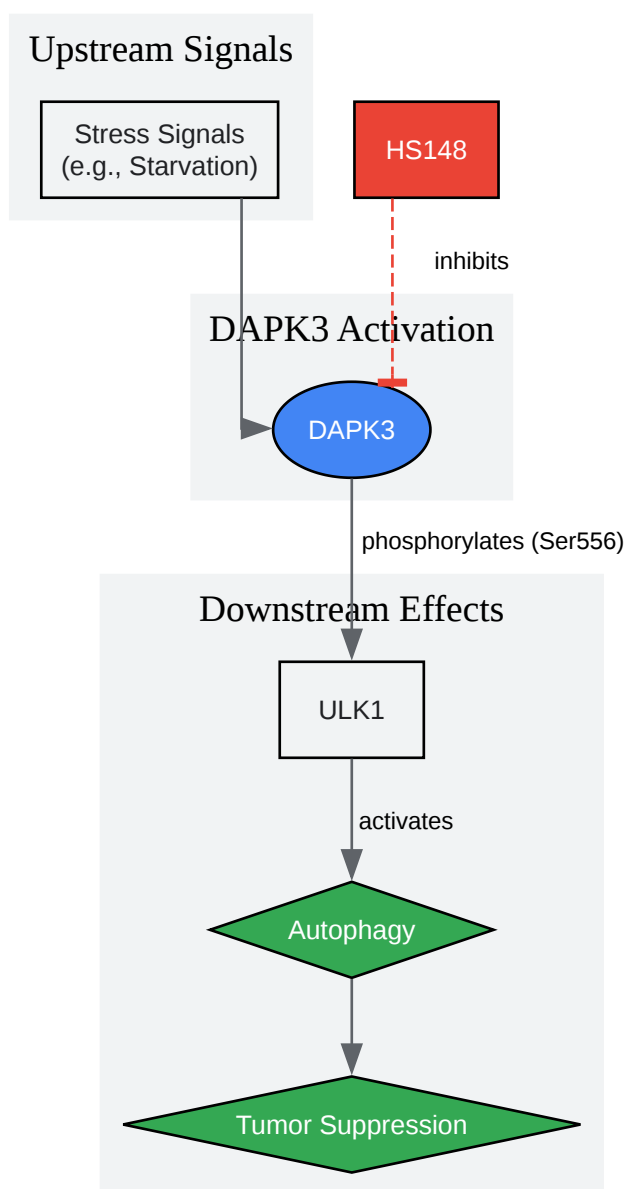 Upstream Signals
Stress Signals
(e.g., Starvation)
HS148
inhibits
DAPK3 Activation
DAPK3
phosphorylates (Ser556)
Downstream Effects
ULK1
activates
Autophagy
Tumor Suppression